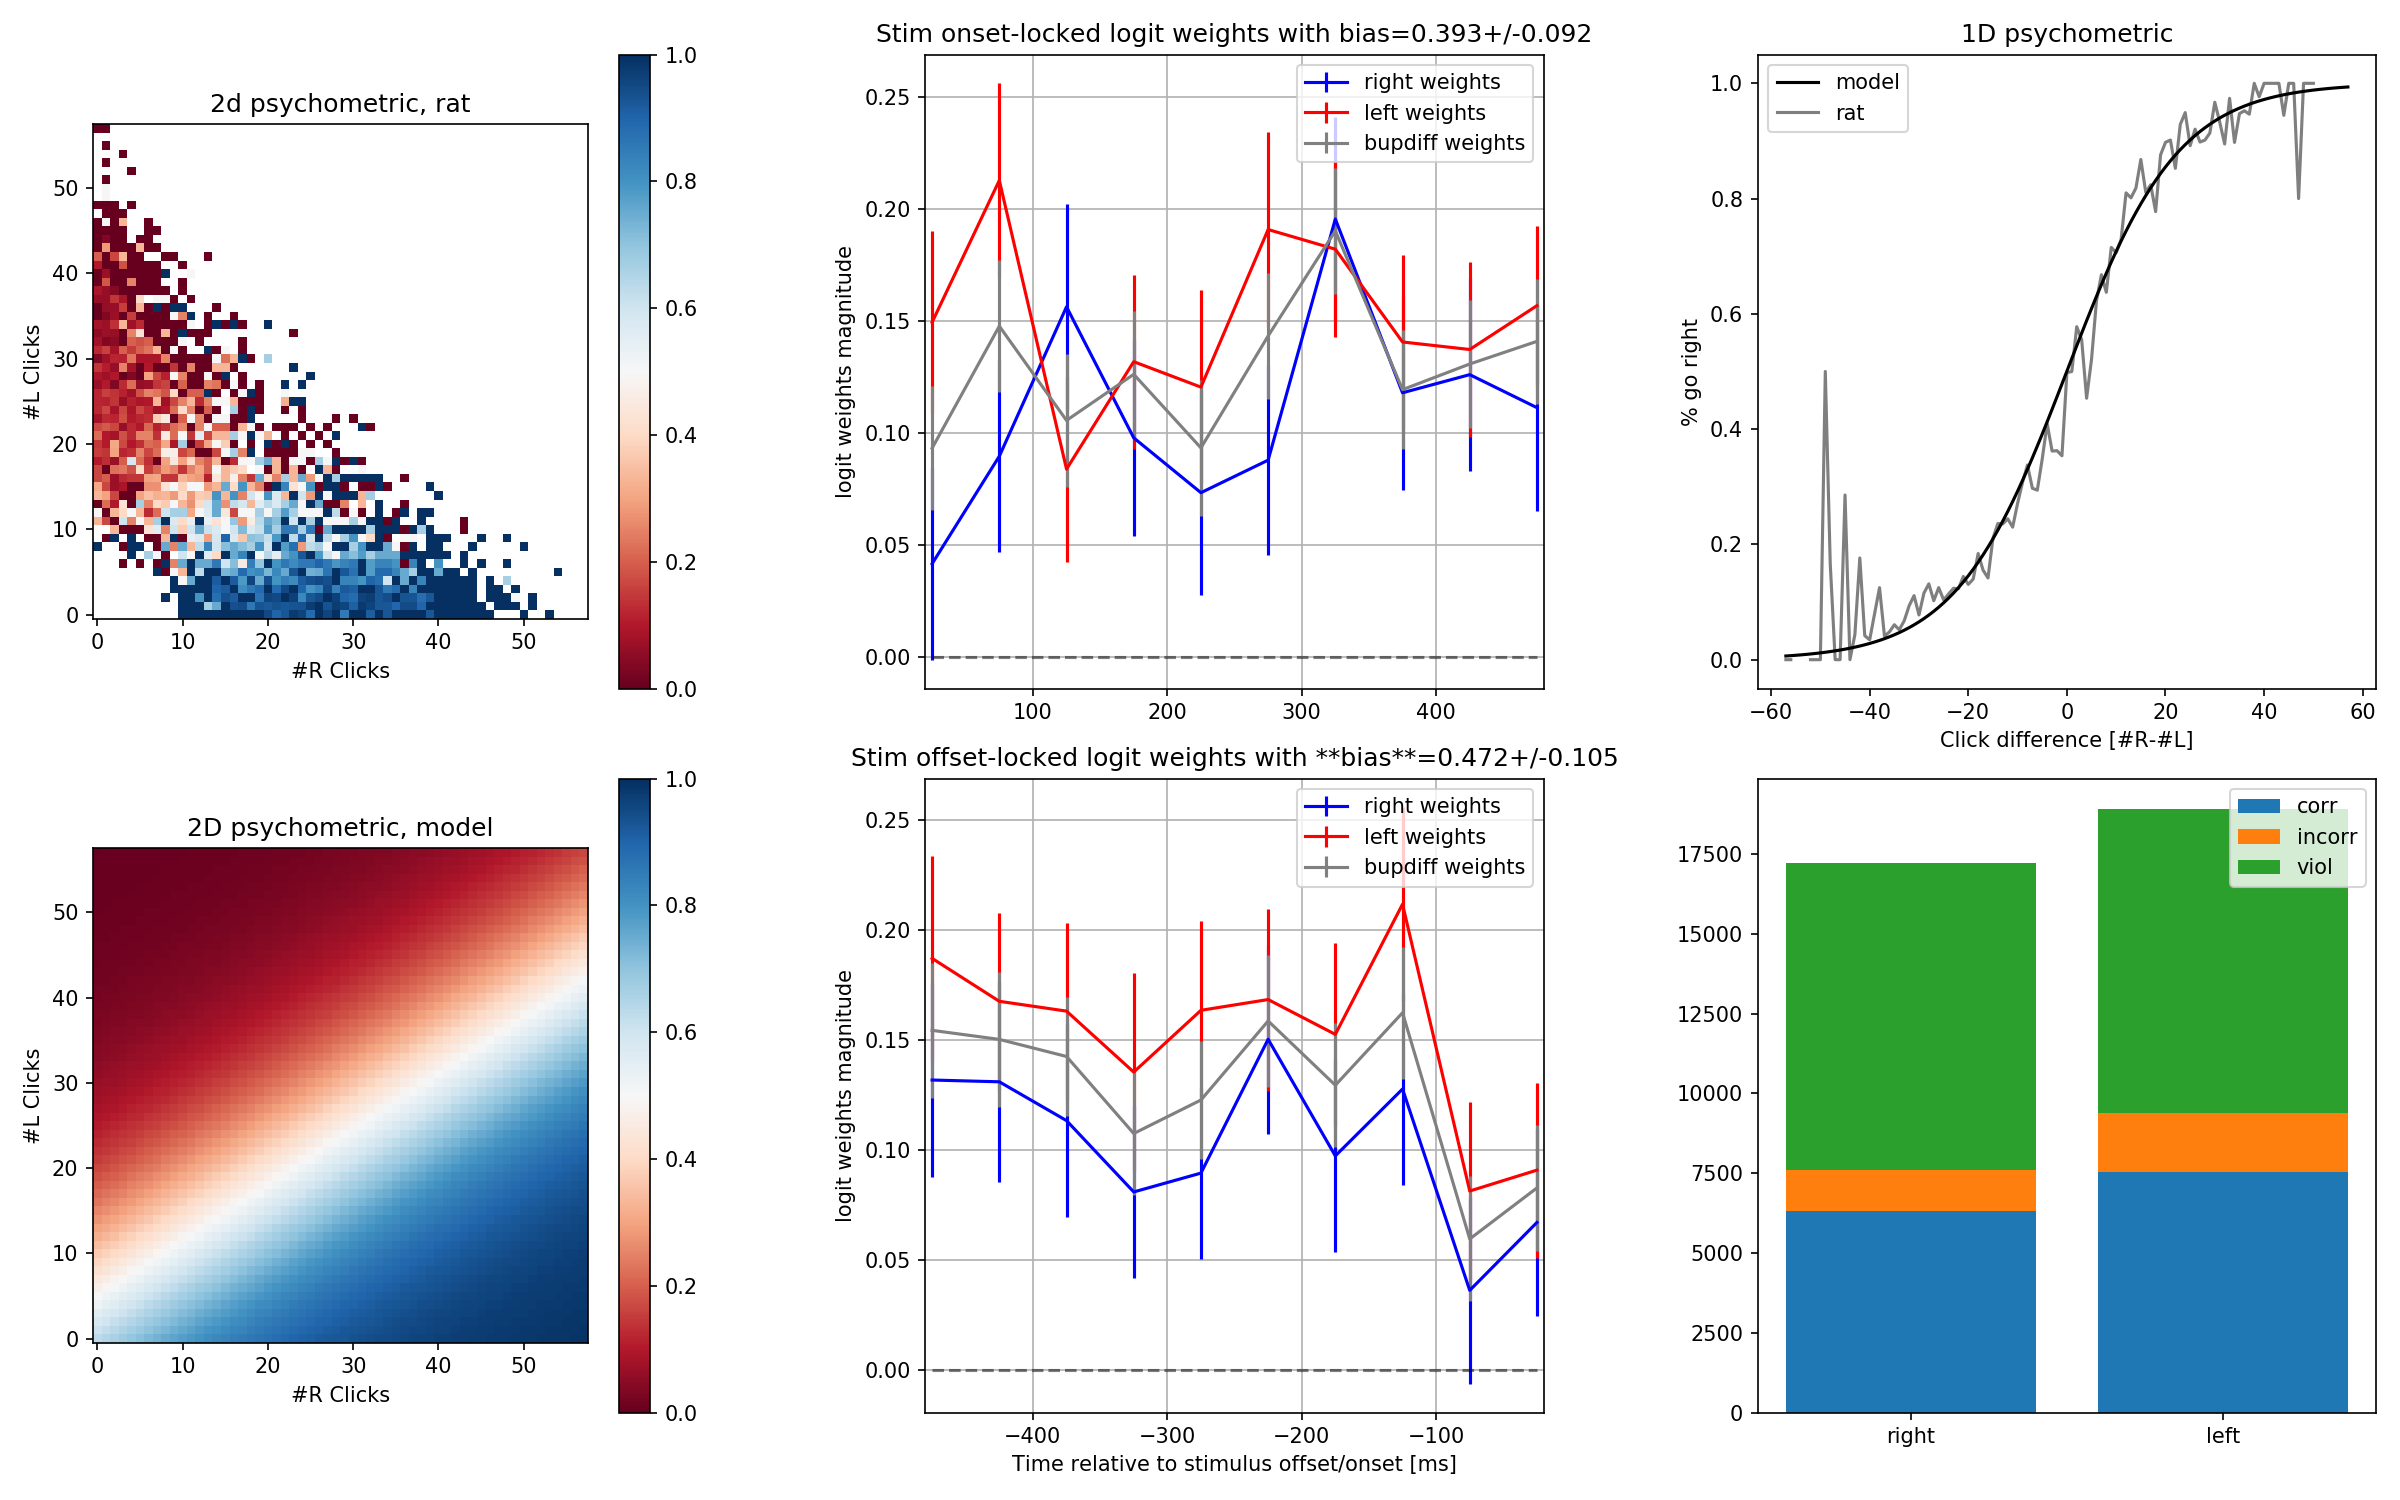 2d psychometric, rat
#L Clicks
50
40
30
20
10
0
0 10 20 30 40 50
#R Clicks
1.0
0.8
0.6
0.4
0.2
0.0
Stim onset-locked logit weights with bias=0.393+/-0.092
right weights
left weights
bupdiff weights
logit weights magnitude
0.25
0.20
0.15
0.10
0.05
0.00
100 200 300 400
1D psychometric
model
rat
% go right
1.0
0.8
0.6
0.4
0.2
0.0
−60 −40 −20 0 20 40 60
Click difference [#R-#L]
2D psychometric, model
#L Clicks
50
40
30
20
10
0
0 10 20 30 40 50
#R Clicks
1.0
0.8
0.6
0.4
0.2
0.0
Stim offset-locked logit weights with **bias**=0.472+/-0.105
right weights
left weights
bupdiff weights
logit weights magnitude
0.25
0.20
0.15
0.10
0.05
0.00
−400 −300 −200 −100
Time relative to stimulus offset/onset [ms]
corr
incorr
viol
17500
15000
12500
10000
7500
5000
2500
0
right left